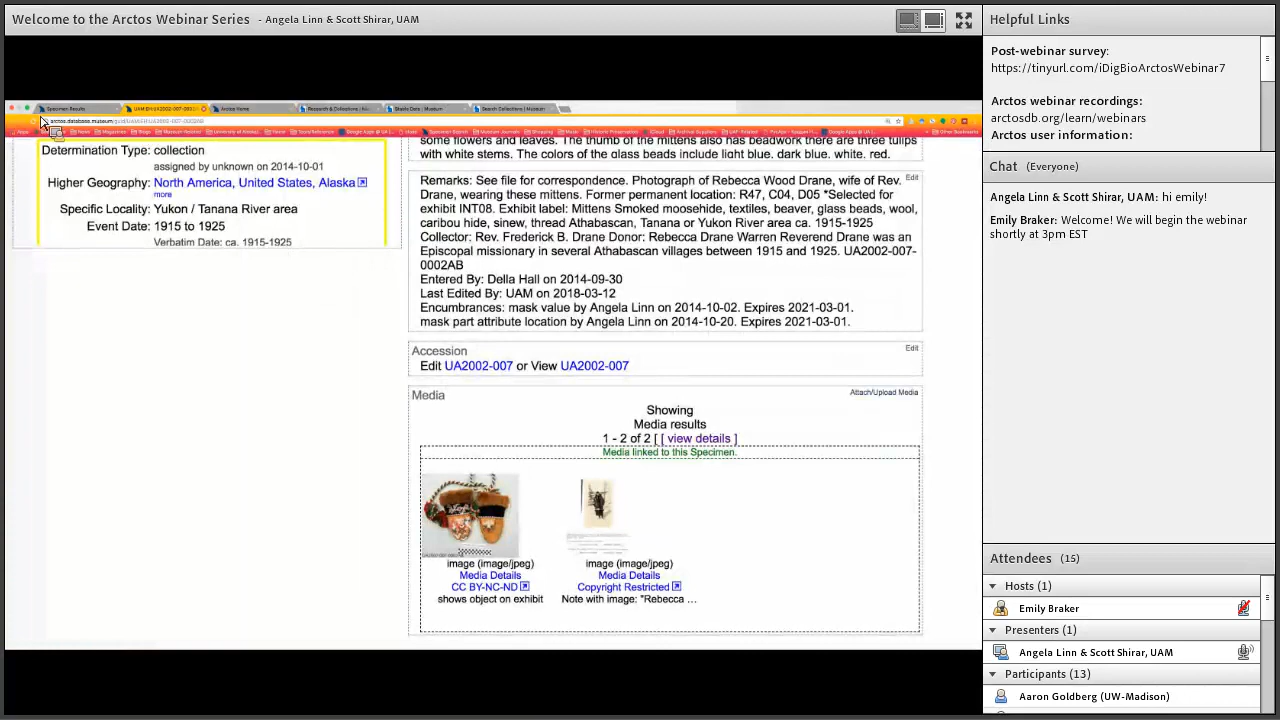 Welcome to the Arctos Webinar Series - Angela Linn & Scott Shirar, UAM
Specimen Results
Arctos Home
arctos.database.museum
Determination Type: collection
assigned by unknown on 2014-10-01
Higher Geography: North America, United States, Alaska
more
Specific Locality: Yukon / Tanana River area
Event Date: 1915 to 1925
Verbatim Date: ca. 1915-1925
some flowers and leaves. The thumb of the mittens also has beadwork there are three tulips
with white stems. The colors of the glass beads include light blue, dark blue, white, red,
Remarks: See file for correspondence. Photograph of Rebecca Wood Drane, wife of Rev.
Edit
Drane, wearing these mittens. Former permanent location: R47, C04, D05 *Selected for
exhibit INT08. Exhibit label: Mittens Smoked moosehide, textiles, beaver, glass beads, wool,
caribou hide, sinew, thread Athabascan, Tanana or Yukon River area ca. 1915-1925
Collector: Rev. Frederick B. Drane Donor: Rebecca Drane Warren Reverend Drane was an
Episcopal missionary in several Athabascan villages between 1915 and 1925. UA2002-007-
0002AB
Entered By: Della Hall on 2014-09-30
Last Edited By: UAM on 2018-03-12
Encumbrances: mask value by Angela Linn on 2014-10-02. Expires 2021-03-01.
mask part attribute location by Angela Linn on 2014-10-20. Expires 2021-03-01.
Accession
Edit
Edit UA2002-007 or View UA2002-007
Media
Attach/Upload Media
Showing
Media results
1 - 2 of 2 [ [ view details ]
Media linked to this Specimen.
image (image/jpeg)
Media Details
CC BY-NC-ND
shows object on exhibit
image (image/jpeg)
Media Details
Copyright Restricted
Note with image: "Rebecca ...
Helpful Links
Post-webinar survey:
https://tinyurl.com/iDigBioArctosWebinar7
Arctos webinar recordings:
arctosdb.org/learn/webinars
Arctos user information:
Chat (Everyone)
Angela Linn & Scott Shirar, UAM: hi emily!
Emily Braker: Welcome! We will begin the webinar
shortly at 3pm EST
Attendees (15)
Hosts (1)
Emily Braker
Presenters (1)
Angela Linn & Scott Shirar, UAM
Participants (13)
Aaron Goldberg (UW-Madison)